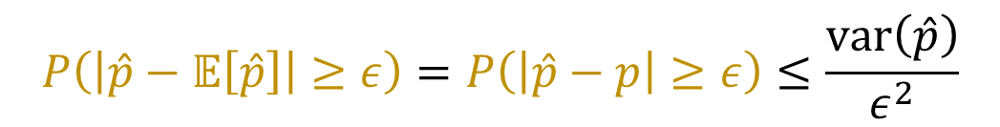 P(|p̂ − 𝔼[p̂]| ≥ ϵ) = P(|p̂ − p| ≥ ϵ) ≤ var(p̂)/ϵ²